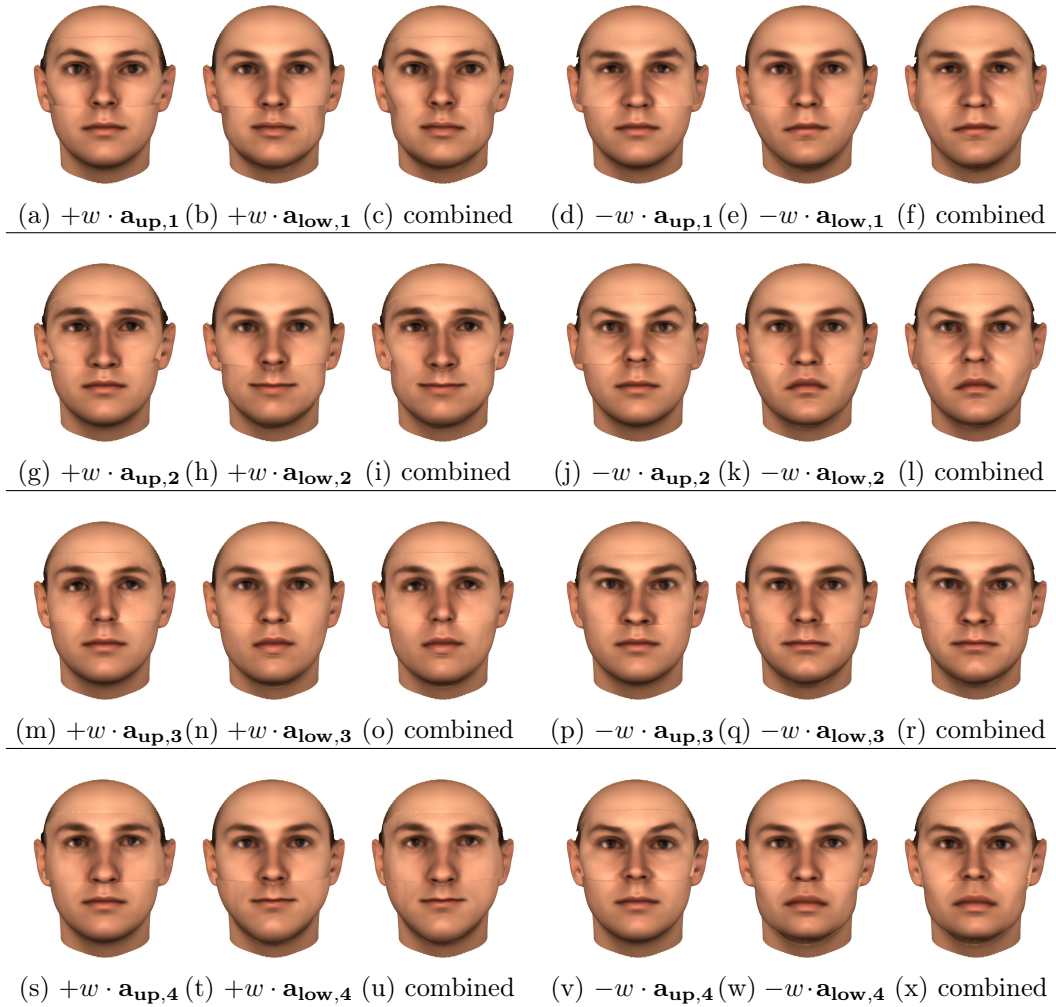 (a) +w · a_up,1 (b) +w · a_low,1 (c) combined (d) −w · a_up,1 (e) −w · a_low,1 (f) combined
(g) +w · a_up,2 (h) +w · a_low,2 (i) combined (j) −w · a_up,2 (k) −w · a_low,2 (l) combined
(m) +w · a_up,3 (n) +w · a_low,3 (o) combined (p) −w · a_up,3 (q) −w · a_low,3 (r) combined
(s) +w · a_up,4 (t) +w · a_low,4 (u) combined (v) −w · a_up,4 (w) −w · a_low,4 (x) combined